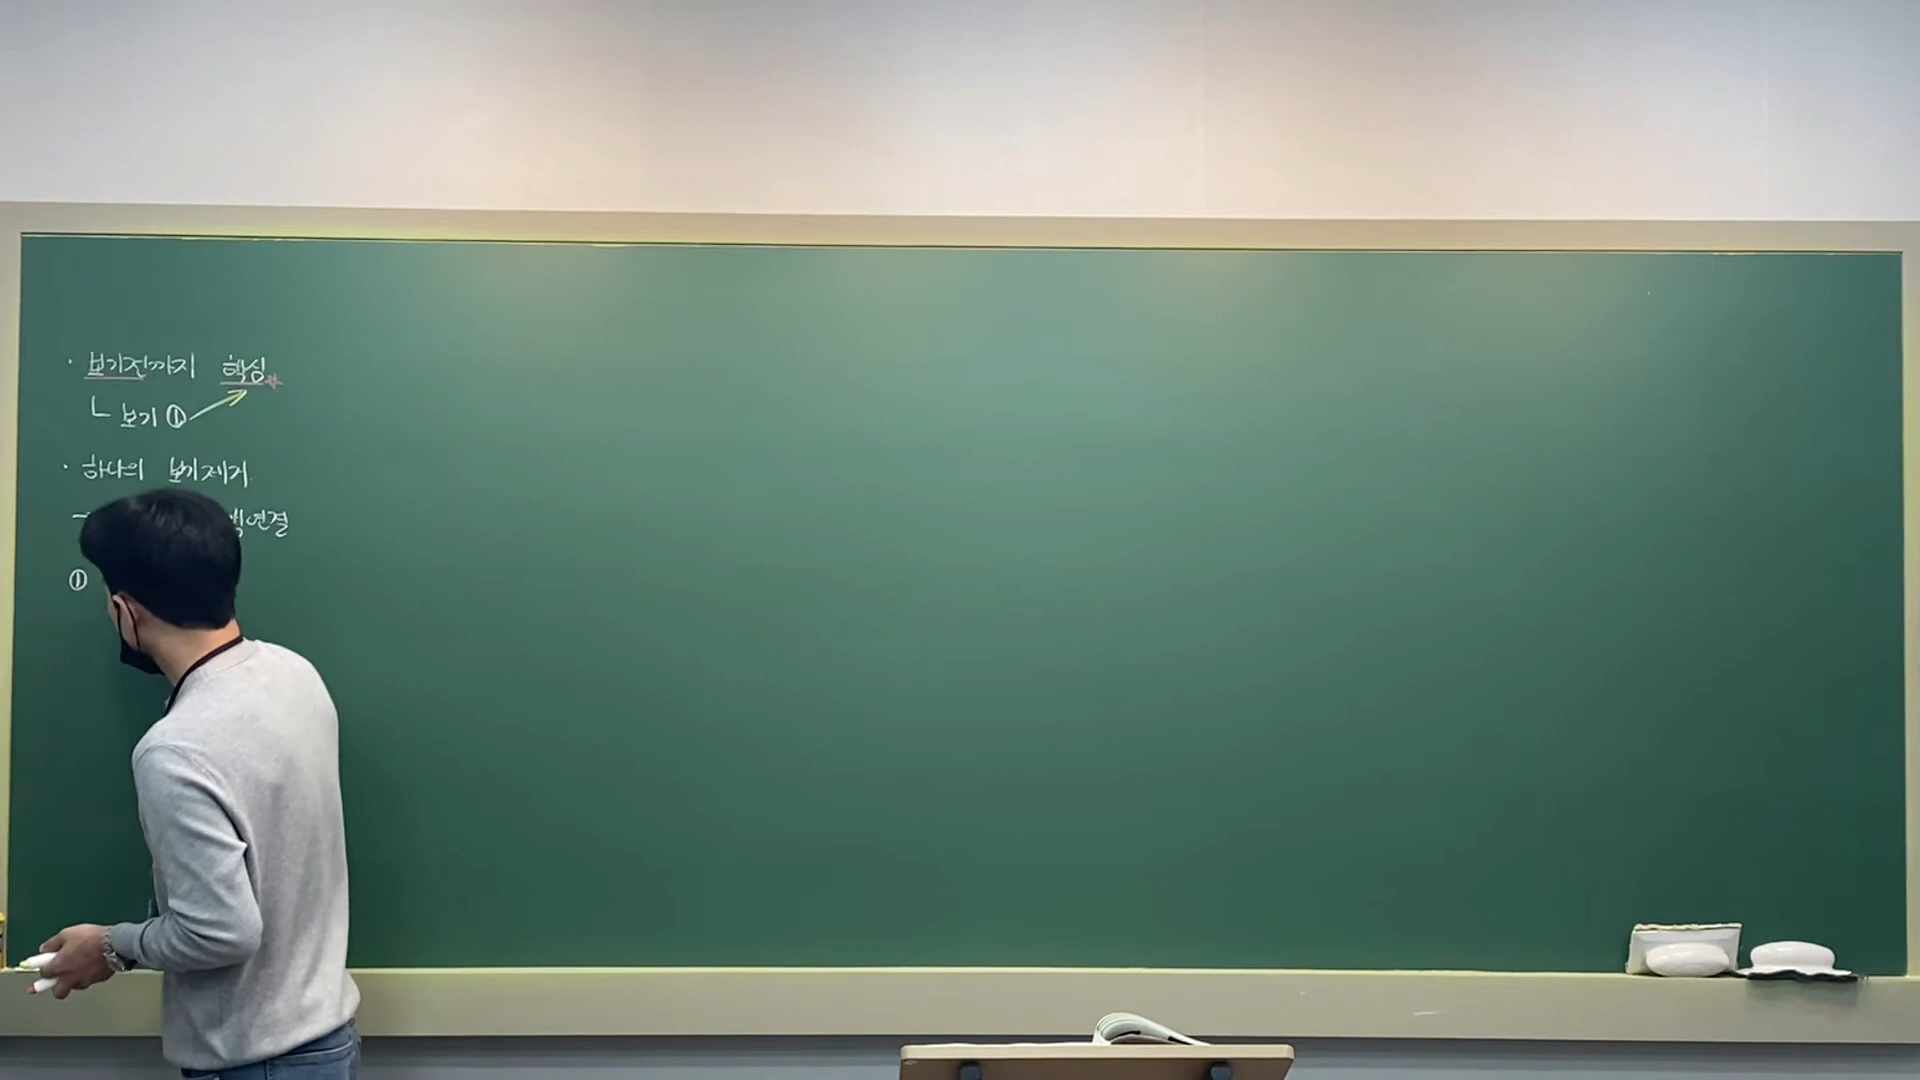 · 보기전까지 핵심
ㄴ 보기 ①
· 하나의 보기제거
연결
①